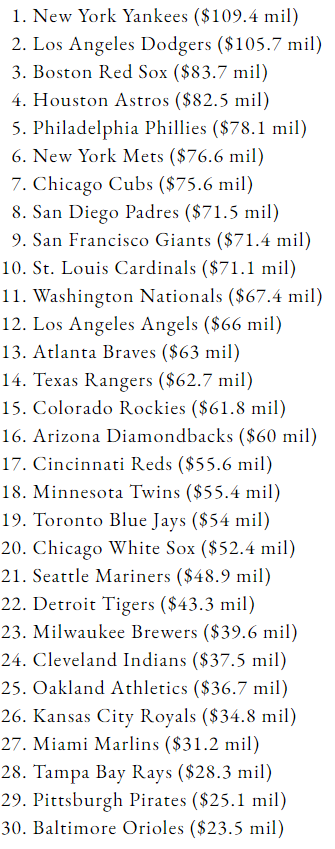 1. New York Yankees ($109.4 mil)
2. Los Angeles Dodgers ($105.7 mil)
3. Boston Red Sox ($83.7 mil)
4. Houston Astros ($82.5 mil)
5. Philadelphia Phillies ($78.1 mil)
6. New York Mets ($76.6 mil)
7. Chicago Cubs ($75.6 mil)
8. San Diego Padres ($71.5 mil)
9. San Francisco Giants ($71.4 mil)
10. St. Louis Cardinals ($71.1 mil)
11. Washington Nationals ($67.4 mil)
12. Los Angeles Angels ($66 mil)
13. Atlanta Braves ($63 mil)
14. Texas Rangers ($62.7 mil)
15. Colorado Rockies ($61.8 mil)
16. Arizona Diamondbacks ($60 mil)
17. Cincinnati Reds ($55.6 mil)
18. Minnesota Twins ($55.4 mil)
19. Toronto Blue Jays ($54 mil)
20. Chicago White Sox ($52.4 mil)
21. Seattle Mariners ($48.9 mil)
22. Detroit Tigers ($43.3 mil)
23. Milwaukee Brewers ($39.6 mil)
24. Cleveland Indians ($37.5 mil)
25. Oakland Athletics ($36.7 mil)
26. Kansas City Royals ($34.8 mil)
27. Miami Marlins ($31.2 mil)
28. Tampa Bay Rays ($28.3 mil)
29. Pittsburgh Pirates ($25.1 mil)
30. Baltimore Orioles ($23.5 mil)